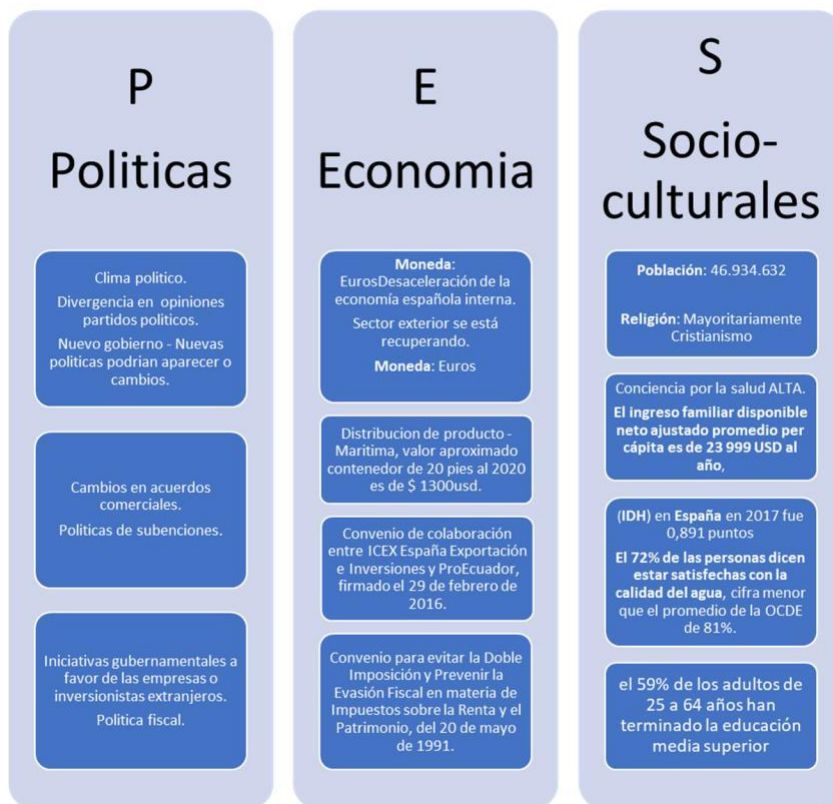 P
Politicas
Clima politico.
Divergencia en opiniones
partidos politicos.
Nuevo gobierno - Nuevas
politicas podrian aparecer o
cambios.
Cambios en acuerdos
comerciales.
Politicas de subenciones.
Iniciativas gubernamentales a
favor de las empresas o
inversionistas extranjeros.
Politica fiscal.
E
Economia
Moneda:
EurosDesaceleración de la
economía española interna.
Sector exterior se está
recuperando.
Moneda: Euros
Distribucion de producto -
Maritima, valor aproximado
contenedor de 20 pies al 2020
es de $ 1300usd.
Convenio de colaboración
entre ICEX España Exportación
e Inversiones y ProEcuador,
firmado el 29 de febrero de
2016.
Convenio para evitar la Doble
Imposición y Prevenir la
Evasión Fiscal en materia de
Impuestos sobre la Renta y el
Patrimonio, del 20 de mayo
de 1991.
S
Socio-
culturales
Población: 46.934.632
Religión: Mayoritariamente
Cristianismo
Conciencia por la salud ALTA.
El ingreso familiar disponible
neto ajustado promedio per
cápita es de 23 999 USD al
año,
(IDH) en España en 2017 fue
0,891 puntos
El 72% de las personas dicen
estar satisfechas con la
calidad del agua, cifra menor
que el promedio de la OCDE
de 81%.
el 59% de los adultos de
25 a 64 años han
terminado la educación
media superior